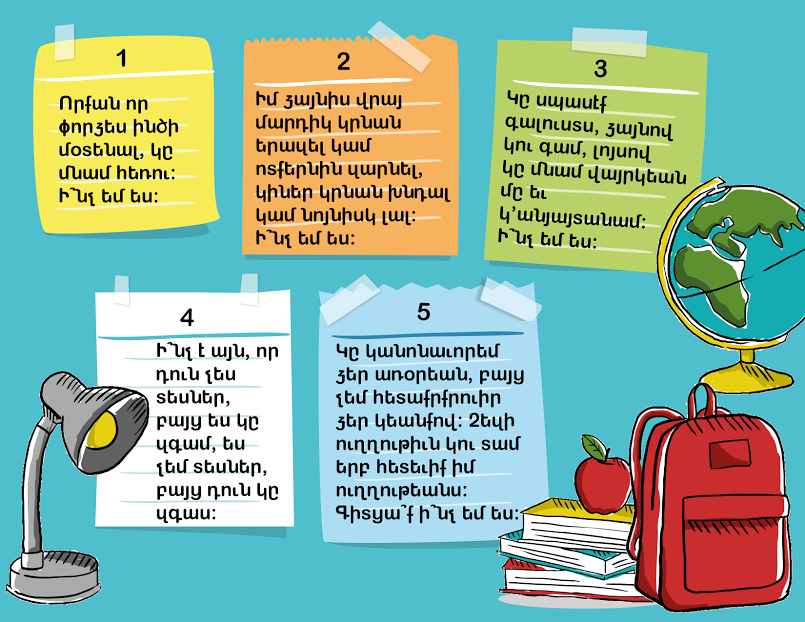 1
Որքան որ
փորձես ինծի
մօտենալ, կը
մնամ հեռու:
Ի՞նչ եմ ես:
2
Իմ ձայնիս վրայ
մարդիկ կրնան
երազել կամ
ոտքերնին զարնել,
կիներ կրնան խնդալ
կամ նոյնիսկ լալ:
Ի՞նչ եմ ես:
3
Կը սպասէք
գալուստս, ձայնով
կու գամ, լոյսով
կը մնամ վայրկեան
մը եւ
կ՚անյայտանամ:
Ի՞նչ եմ ես:
4
Ի՞նչ է այն, որ
դուն չես
տեսներ,
բայց ես կը
զգամ, ես
չեմ տեսներ,
բայց դուն կը
զգաս:
5
Կը կանոնաւորեմ
ձեր առօրեան, բայց
չեմ հետաքրքրուիր
ձեր կեանքով: Ձեզի
ուղղութիւն կու տամ
երբ հետեւիք իմ
ուղղութեանս:
Գիտցա՞ք ի՞նչ եմ ես: